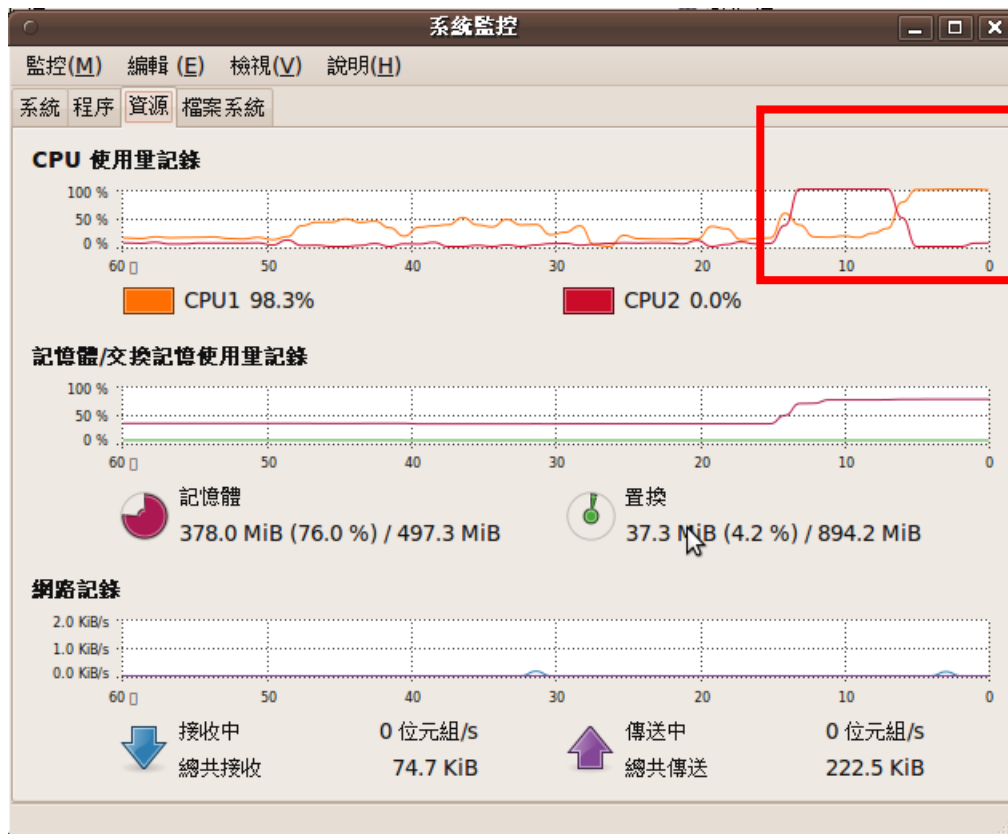 系統監控
監控(M) 編輯 (E) 檢視(V) 說明(H)
系統 程序 資源 檔案系統
CPU 使用量記錄
100 %
50 %
0 %
60 50 40 30 20 10 0
CPU1 98.3% CPU2 0.0%
記憶體/交換記憶使用量記錄
100 %
50 %
0 %
60 50 40 30 20 10 0
記憶體 置換
378.0 MiB (76.0 %) / 497.3 MiB 37.3 MiB (4.2 %) / 894.2 MiB
網路記錄
2.0 KiB/s
1.0 KiB/s
0.0 KiB/s
60 50 40 30 20 10 0
接收中 0 位元組/s 傳送中 0 位元組/s
總共接收 74.7 KiB 總共傳送 222.5 KiB